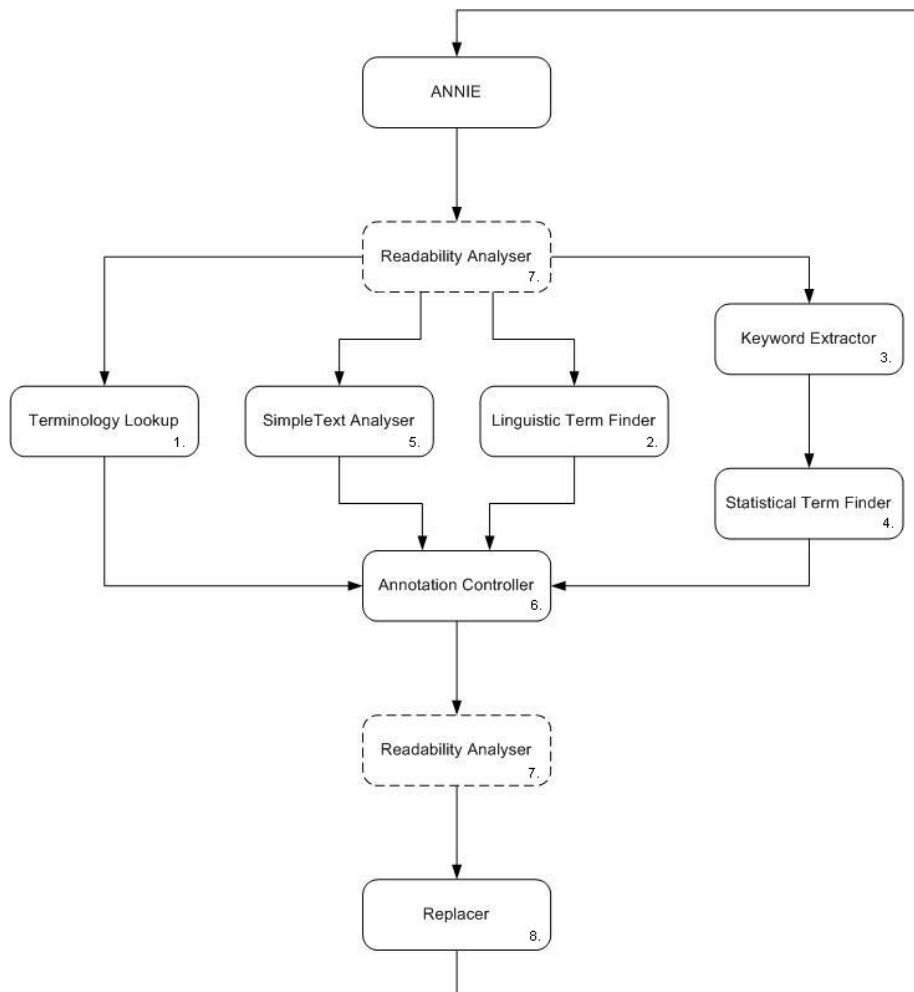 ANNIE
Readability Analyser
7.
Keyword Extractor
3.
Terminology Lookup
1.
SimpleText Analyser
5.
Linguistic Term Finder
2.
Statistical Term Finder
4.
Annotation Controller
6.
Readability Analyser
7.
Replacer
8.